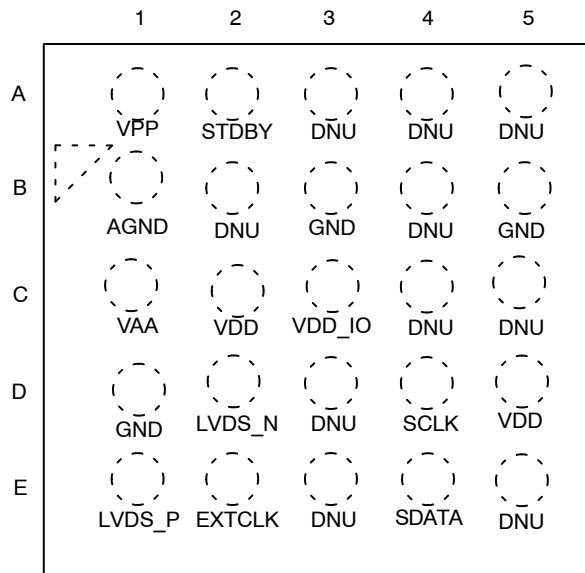 1 2 3 4 5
A
VPP STDBY DNU DNU DNU
B
AGND DNU GND DNU GND
C
VAA VDD VDD_IO DNU DNU
D
GND LVDS_N DNU SCLK VDD
E
LVDS_P EXTCLK DNU SDATA DNU